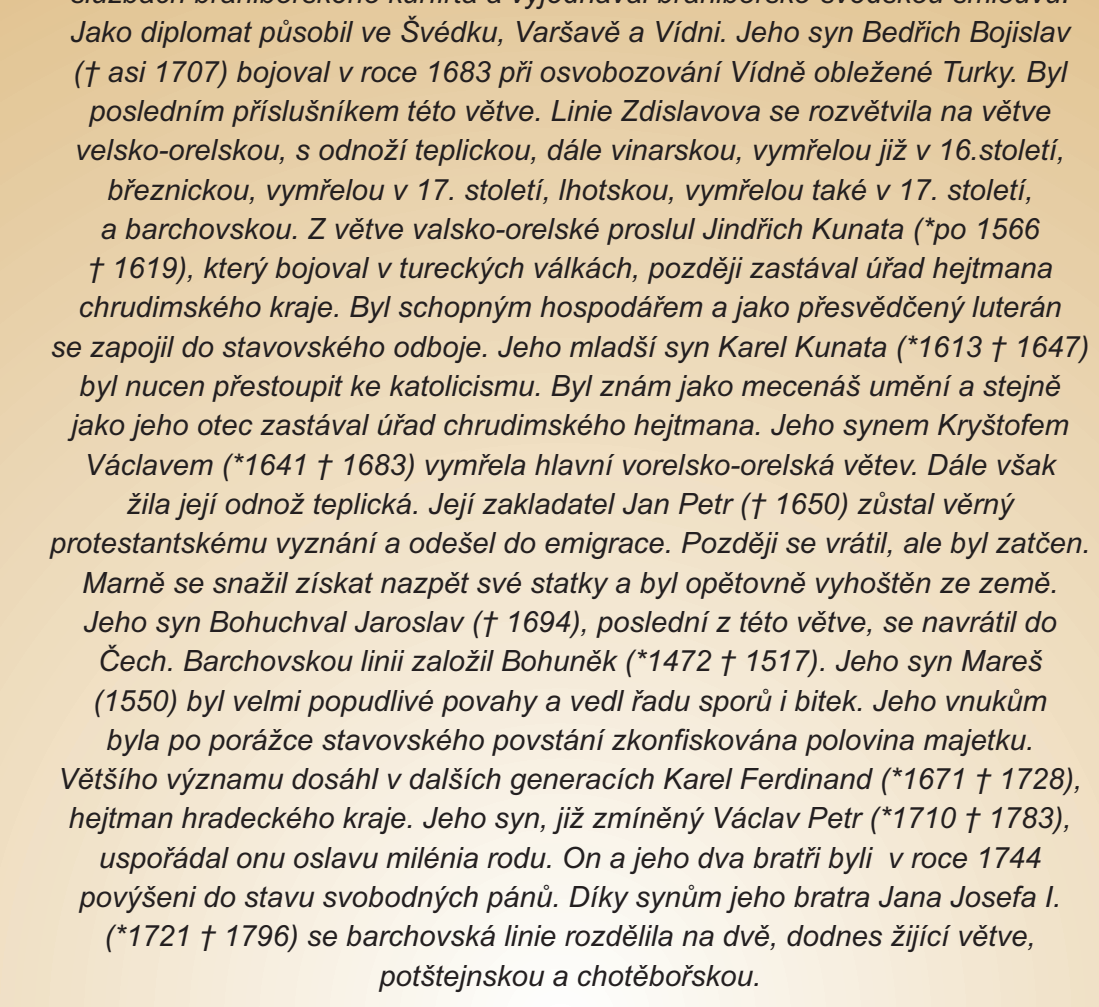 službách braniborského kurfirta a vyjednával braniborsko-švédskou smlouvu.
Jako diplomat působil ve Švédku, Varšavě a Vídni. Jeho syn Bedřich Bojislav
(† asi 1707) bojoval v roce 1683 při osvobozování Vídně obležené Turky. Byl
posledním příslušníkem této větve. Linie Zdislavova se rozvětvila na větve
velsko-orelskou, s odnoží teplickou, dále vinarskou, vymřelou již v 16.století,
březnickou, vymřelou v 17. století, lhotskou, vymřelou také v 17. století,
a barchovskou. Z větve valsko-orelské proslul Jindřich Kunata (*po 1566
† 1619), který bojoval v tureckých válkách, později zastával úřad hejtmana
chrudimského kraje. Byl schopným hospodářem a jako přesvědčený luterán
se zapojil do stavovského odboje. Jeho mladší syn Karel Kunata (*1613 † 1647)
byl nucen přestoupit ke katolicismu. Byl znám jako mecenáš umění a stejně
jako jeho otec zastával úřad chrudimského hejtmana. Jeho synem Kryštofem
Václavem (*1641 † 1683) vymřela hlavní vorelsko-orelská větev. Dále však
žila její odnož teplická. Její zakladatel Jan Petr († 1650) zůstal věrný
protestantskému vyznání a odešel do emigrace. Později se vrátil, ale byl zatčen.
Marně se snažil získat nazpět své statky a byl opětovně vyhoštěn ze země.
Jeho syn Bohuchval Jaroslav († 1694), poslední z této větve, se navrátil do
Čech. Barchovskou linii založil Bohuněk (*1472 † 1517). Jeho syn Mareš
(1550) byl velmi popudlivé povahy a vedl řadu sporů i bitek. Jeho vnukům
byla po porážce stavovského povstání zkonfiskována polovina majetku.
Většího významu dosáhl v dalších generacích Karel Ferdinand (*1671 † 1728),
hejtman hradeckého kraje. Jeho syn, již zmíněný Václav Petr (*1710 † 1783),
uspořádal onu oslavu milénia rodu. On a jeho dva bratři byli  v roce 1744
povýšeni do stavu svobodných pánů. Díky synům jeho bratra Jana Josefa I.
(*1721 † 1796) se barchovská linie rozdělila na dvě, dodnes žijící větve,
potštejnskou a chotěbořskou.